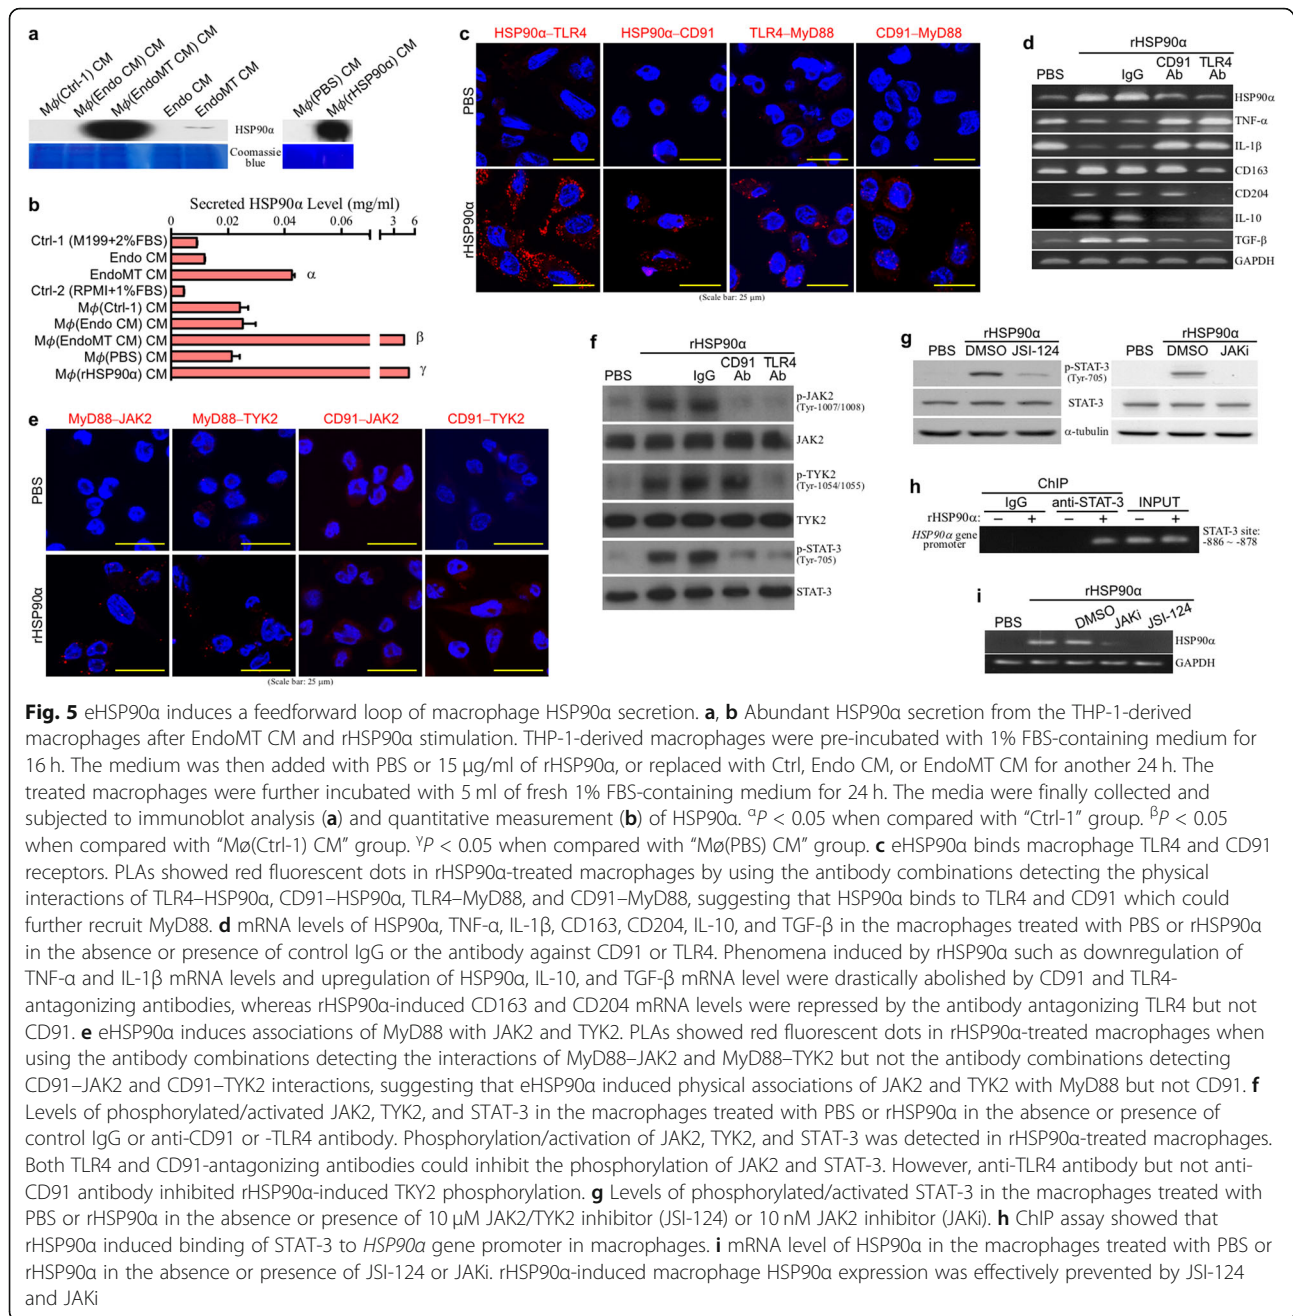 a
Mϕ(Ctrl-1) CM
Mϕ(Endo CM) CM
Mϕ(EndoMT CM) CM
Endo CM
EndoMT CM
Mϕ(PBS) CM
Mϕ(rHSP90α) CM
HSP90α
Coomassie
blue
b
Secreted HSP90α Level (mg/ml)
0 0.02 0.04 0.06 3 6
Ctrl-1 (M199+2%FBS)
Endo CM
EndoMT CM α
Ctrl-2 (RPMI+1%FBS)
Mϕ(Ctrl-1) CM
Mϕ(Endo CM) CM
Mϕ(EndoMT CM) CM β
Mϕ(PBS) CM
Mϕ(rHSP90α) CM γ
c
HSP90α–TLR4 HSP90α–CD91 TLR4–MyD88 CD91–MyD88
PBS
rHSP90α
(Scale bar: 25 µm)
d
rHSP90α
CD91 TLR4
PBS IgG Ab Ab
HSP90α
TNF-α
IL-1β
CD163
CD204
IL-10
TGF-β
GAPDH
e
MyD88–JAK2 MyD88–TYK2 CD91–JAK2 CD91–TYK2
PBS
rHSP90α
(Scale bar: 25 µm)
f
rHSP90α
CD91 TLR4
PBS IgG Ab Ab
p-JAK2
(Tyr-1007/1008)
JAK2
p-TYK2
(Tyr-1054/1055)
TYK2
p-STAT-3
(Tyr-705)
STAT-3
g
rHSP90α
PBS DMSO JSI-124
rHSP90α
PBS DMSO JAKi
p-STAT-3
(Tyr-705)
STAT-3
α-tubulin
h
ChIP
IgG anti-STAT-3 INPUT
rHSP90α: – + – + – +
HSP90α gene
promoter
STAT-3 site:
-886 ~ -878
i
rHSP90α
PBS DMSO JAKi JSI-124
HSP90α
GAPDH
Fig. 5 eHSP90α induces a feedforward loop of macrophage HSP90α secretion. a, b Abundant HSP90α secretion from the THP-1-derived
macrophages after EndoMT CM and rHSP90α stimulation. THP-1-derived macrophages were pre-incubated with 1% FBS-containing medium for
16 h. The medium was then added with PBS or 15 µg/ml of rHSP90α, or replaced with Ctrl, Endo CM, or EndoMT CM for another 24 h. The
treated macrophages were further incubated with 5 ml of fresh 1% FBS-containing medium for 24 h. The media were finally collected and
subjected to immunoblot analysis (a) and quantitative measurement (b) of HSP90α. αP < 0.05 when compared with “Ctrl-1” group. βP < 0.05
when compared with “Mø(Ctrl-1) CM” group. γP < 0.05 when compared with “Mø(PBS) CM” group. c eHSP90α binds macrophage TLR4 and CD91
receptors. PLAs showed red fluorescent dots in rHSP90α-treated macrophages by using the antibody combinations detecting the physical
interactions of TLR4–HSP90α, CD91–HSP90α, TLR4–MyD88, and CD91–MyD88, suggesting that HSP90α binds to TLR4 and CD91 which could
further recruit MyD88. d mRNA levels of HSP90α, TNF-α, IL-1β, CD163, CD204, IL-10, and TGF-β in the macrophages treated with PBS or rHSP90α
in the absence or presence of control IgG or the antibody against CD91 or TLR4. Phenomena induced by rHSP90α such as downregulation of
TNF-α and IL-1β mRNA levels and upregulation of HSP90α, IL-10, and TGF-β mRNA level were drastically abolished by CD91 and TLR4-
antagonizing antibodies, whereas rHSP90α-induced CD163 and CD204 mRNA levels were repressed by the antibody antagonizing TLR4 but not
CD91. e eHSP90α induces associations of MyD88 with JAK2 and TYK2. PLAs showed red fluorescent dots in rHSP90α-treated macrophages when
using the antibody combinations detecting the interactions of MyD88–JAK2 and MyD88–TYK2 but not the antibody combinations detecting
CD91–JAK2 and CD91–TYK2 interactions, suggesting that eHSP90α induced physical associations of JAK2 and TYK2 with MyD88 but not CD91. f
Levels of phosphorylated/activated JAK2, TYK2, and STAT-3 in the macrophages treated with PBS or rHSP90α in the absence or presence of
control IgG or anti-CD91 or -TLR4 antibody. Phosphorylation/activation of JAK2, TYK2, and STAT-3 was detected in rHSP90α-treated macrophages.
Both TLR4 and CD91-antagonizing antibodies could inhibit the phosphorylation of JAK2 and STAT-3. However, anti-TLR4 antibody but not anti-
CD91 antibody inhibited rHSP90α-induced TKY2 phosphorylation. g Levels of phosphorylated/activated STAT-3 in the macrophages treated with
PBS or rHSP90α in the absence or presence of 10 µM JAK2/TYK2 inhibitor (JSI-124) or 10 nM JAK2 inhibitor (JAKi). h ChIP assay showed that
rHSP90α induced binding of STAT-3 to HSP90α gene promoter in macrophages. i mRNA level of HSP90α in the macrophages treated with PBS or
rHSP90α in the absence or presence of JSI-124 or JAKi. rHSP90α-induced macrophage HSP90α expression was effectively prevented by JSI-124
and JAKi